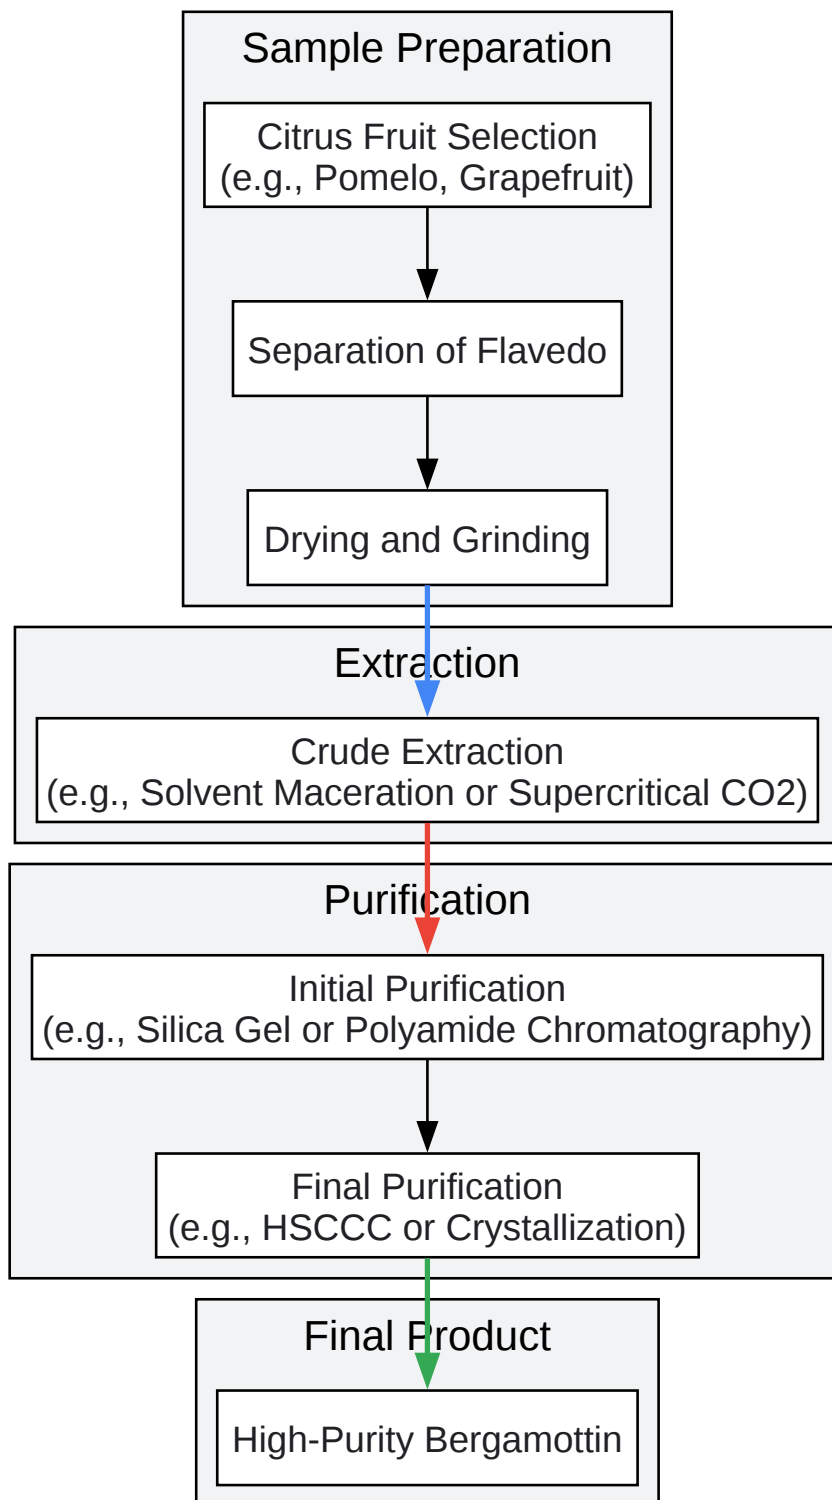 Sample Preparation
Citrus Fruit Selection
(e.g., Pomelo, Grapefruit)
Separation of Flavedo
Drying and Grinding
Extraction
Crude Extraction
(e.g., Solvent Maceration or Supercritical CO2)
Purification
Initial Purification
(e.g., Silica Gel or Polyamide Chromatography)
Final Purification
(e.g., HSCCC or Crystallization)
Final Product
High-Purity Bergamottin